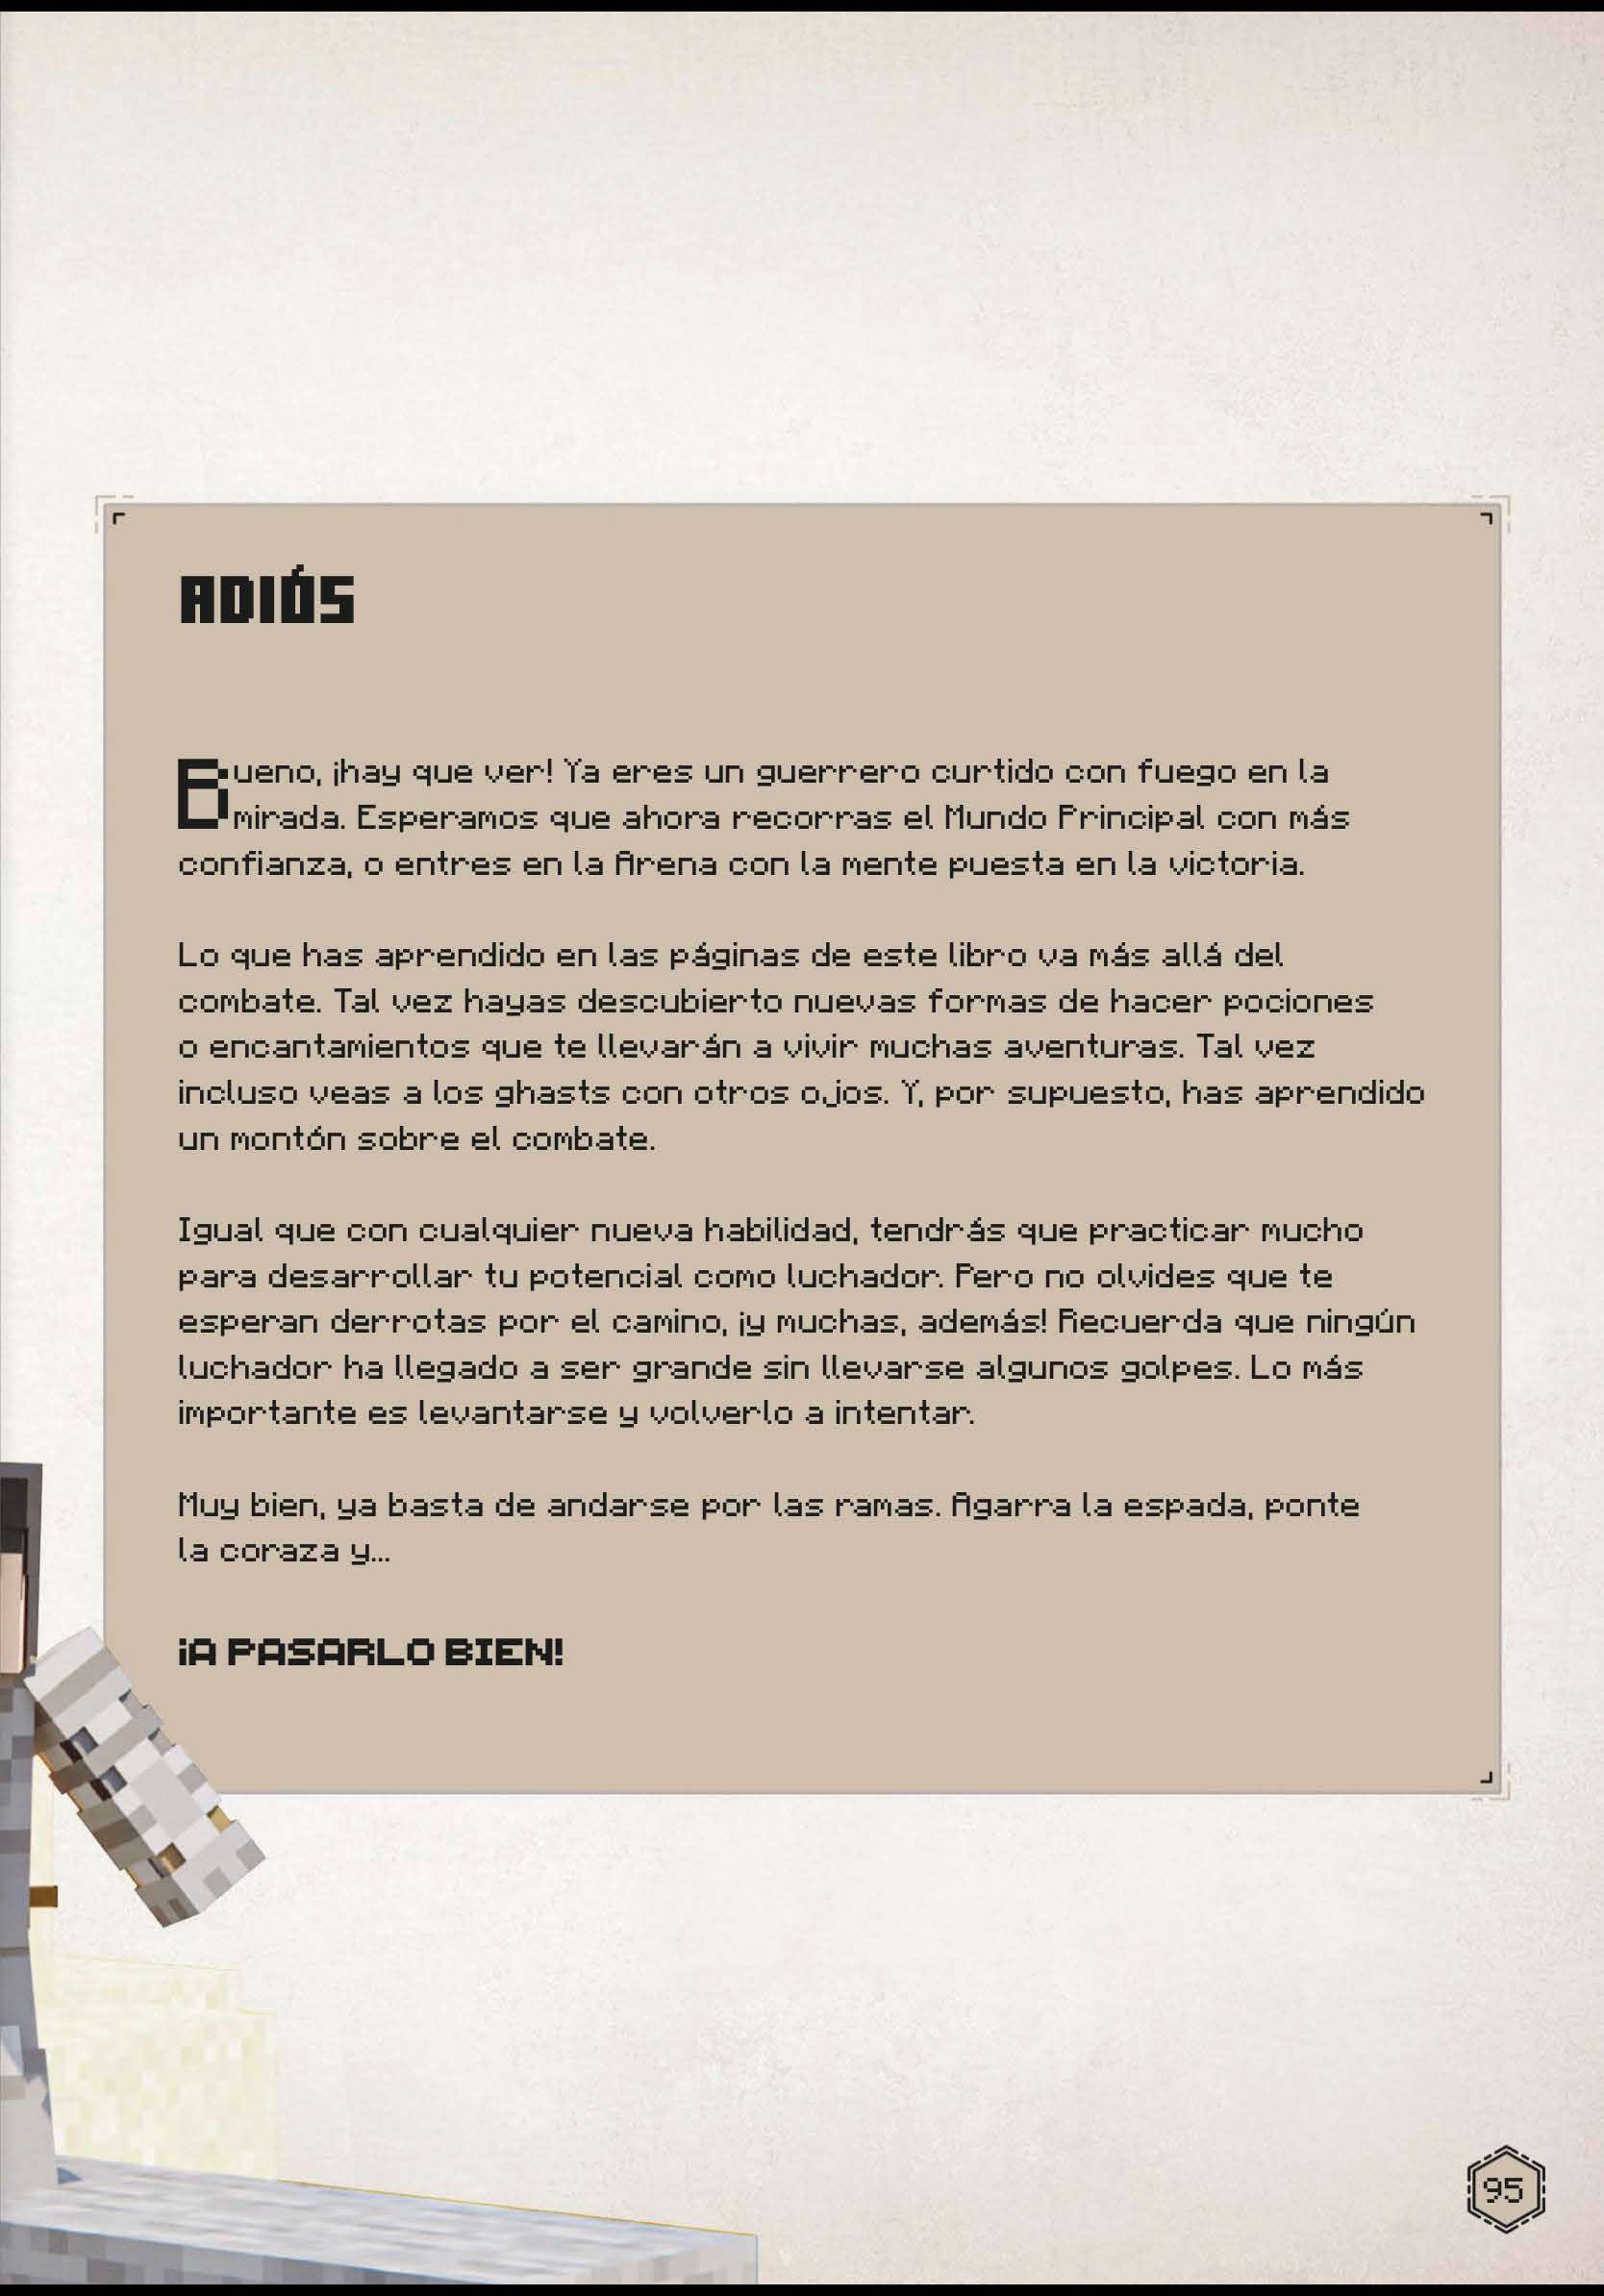 ADIÓS
Bueno, ¡hay que ver! Ya eres un guerrero curtido con fuego en la
mirada. Esperamos que ahora recorras el Mundo Principal con más
confianza, o entres en la Arena con la mente puesta en la victoria.
Lo que has aprendido en las páginas de este libro va más allá del
combate. Tal vez hayas descubierto nuevas formas de hacer pociones
o encantamientos que te llevarán a vivir muchas aventuras. Tal vez
incluso veas a los ghasts con otros ojos. Y, por supuesto, has aprendido
un montón sobre el combate.
Igual que con cualquier nueva habilidad, tendrás que practicar mucho
para desarrollar tu potencial como luchador. Pero no olvides que te
esperan derrotas por el camino, ¡y muchas, además! Recuerda que ningún
luchador ha llegado a ser grande sin llevarse algunos golpes. Lo más
importante es levantarse y volverlo a intentar.
Muy bien, ya basta de andarse por las ramas. Agarra la espada, ponte
la coraza y...
¡A PASARLO BIEN!
95